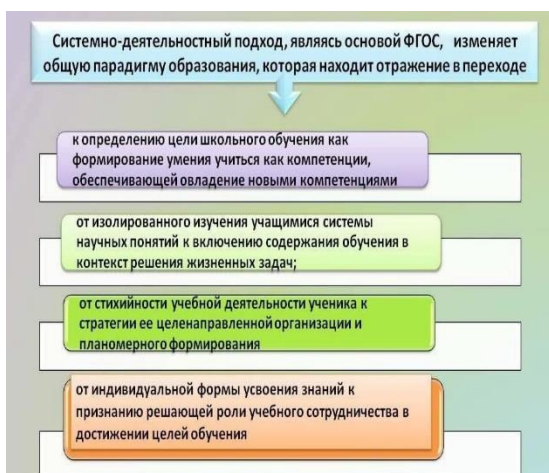 Системно-деятельностный подход, являясь основой ФГОС, изменяет
общую парадигму образования, которая находит отражение в переходе
к определению цели школьного обучения как
формирование умения учиться как компетенции,
обеспечивающей овладение новыми компетенциями
от изолированного изучения учащимися системы
научных понятий к включению содержания обучения в
контекст решения жизненных задач;
от стихийности учебной деятельности ученика к
стратегии ее целенаправленной организации и
планомерного формирования
от индивидуальной формы усвоения знаний к
признанию решающей роли учебного сотрудничества в
достижении целей обучения